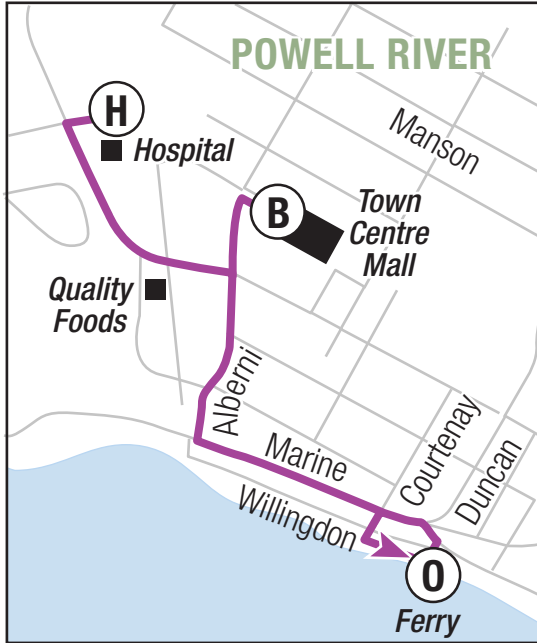 POWELL RIVER
H
Hospital
Manson
B
Town
Centre
Mall
Quality
Foods
Alberni
Marine
Courtenay
Duncan
Willingdon
O
Ferry